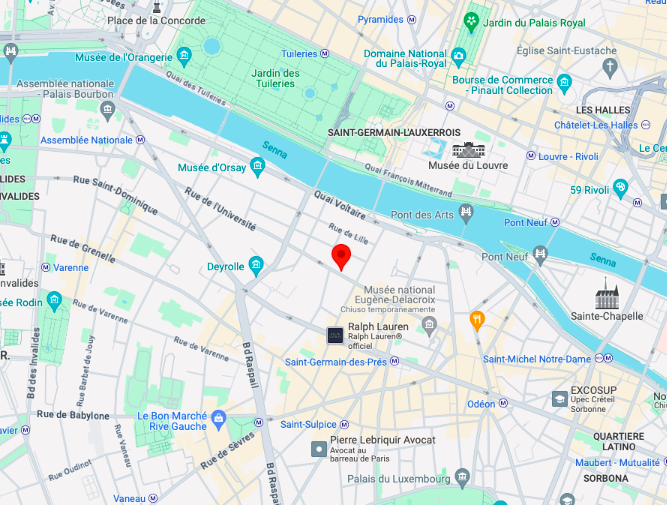 Place de la Concorde
Pyramides
Jardin du Palais Royal
Musée de l'Orangerie
Tuileries
Domaine National
du Palais-Royal
Église Saint-Eustache
Assemblée nationale
- Palais Bourbon
Quai des Tuileries
Jardin des
Tuileries
Bourse de Commerce
- Pinault Collection
LES HALLES
Châtelet-Les Halles
Assemblée Nationale
Senna
SAINT-GERMAIN-L'AUXERROIS
Musée du Louvre
Louvre - Rivoli
Musée d'Orsay
Quai François Mitterrand
59 Rivoli
INVALIDES
Rue Saint-Dominique
Rue de l'Université
Quai Voltaire
Pont des Arts
Pont Neuf
Rue de Lille
Rue de Grenelle
Pont Neuf
Senna
Varenne
Deyrolle
Musée national
Eugène-Delacroix
Chiuso temporaneamente
Sainte-Chapelle
Rue de Varenne
Ralph Lauren
Ralph Lauren®
officiel
Rue de Varenne
Bd des Invalides
Rue Barbet de Jouy
Bd Raspail
Saint-Germain-des-Prés
Saint-Michel Notre-Dame
EXCOSUP
Upec Créteil
Sorbonne
Odéon
Rue de Babylone
Le Bon Marché
Rive Gauche
Saint-Sulpice
Rue Vaneau
Rue de Sèvres
Pierre Lebriquir Avocat
Avocat au
barreau de Paris
QUARTIERE
LATINO
Maubert - Mutualité
Rue Oudinot
Bd Raspail
Palais du Luxembourg
SORBONA
Vaneau